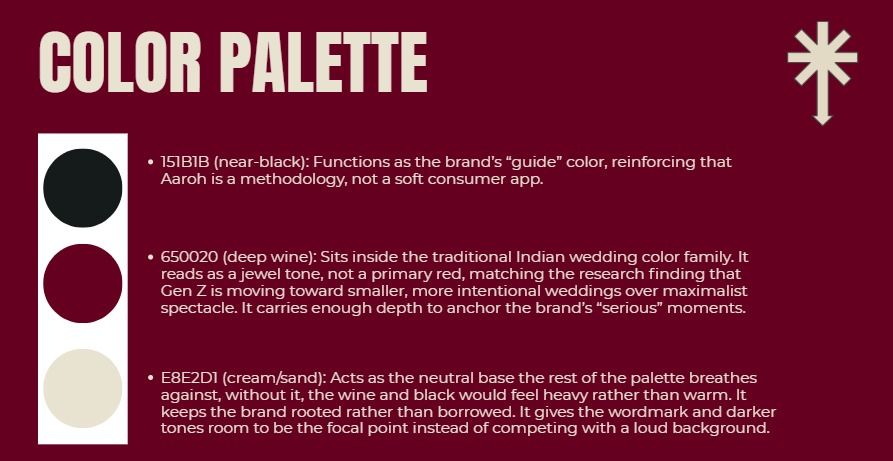 COLOR PALETTE
• 151B1B (near-black): Functions as the brand's “guide” color, reinforcing that
Aaroh is a methodology, not a soft consumer app.
• 650020 (deep wine): Sits inside the traditional Indian wedding color family. It
reads as a jewel tone, not a primary red, matching the research finding that
Gen Z is moving toward smaller, more intentional weddings over maximalist
spectacle. It carries enough depth to anchor the brand's “serious” moments.
• E8E2D1 (cream/sand): Acts as the neutral base the rest of the palette breathes
against, without it, the wine and black would feel heavy rather than warm. It
keeps the brand rooted rather than borrowed. It gives the wordmark and darker
tones room to be the focal point instead of competing with a loud background.